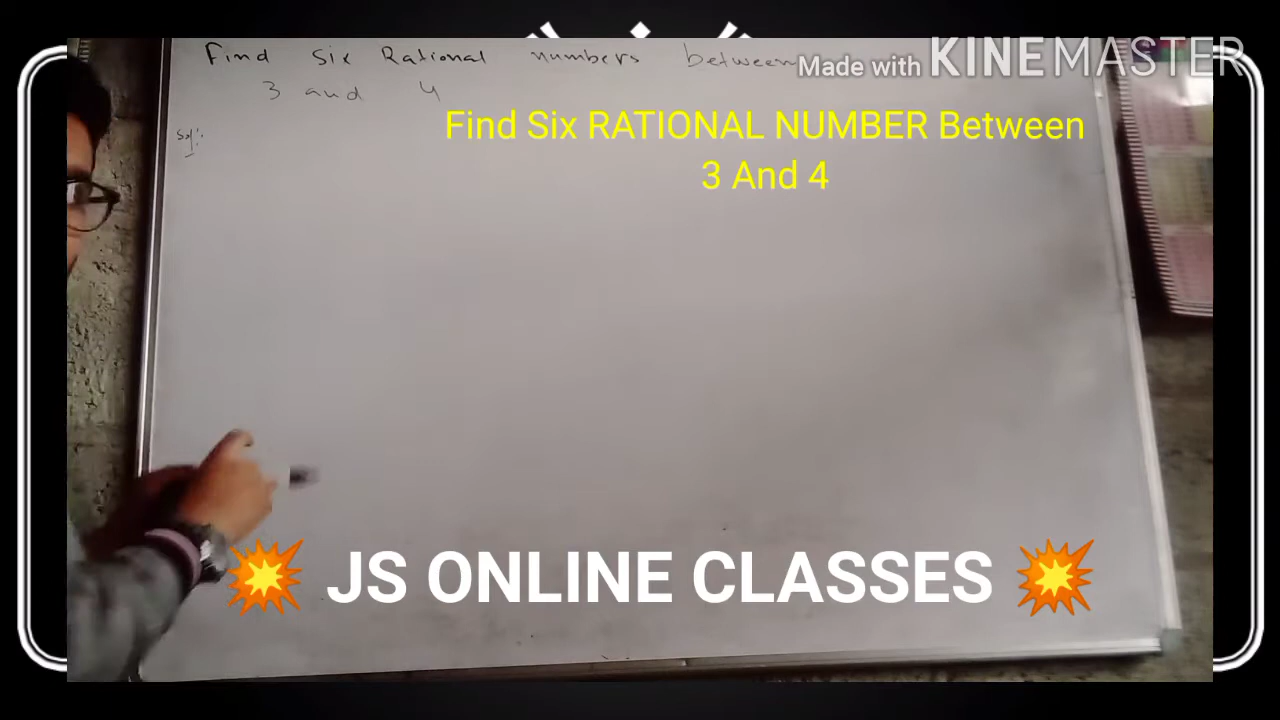 Find Six Rational numbers between
3 and 4
Sol:
Made with KINEMASTER
Find Six RATIONAL NUMBER Between
3 And 4
💥 JS ONLINE CLASSES 💥